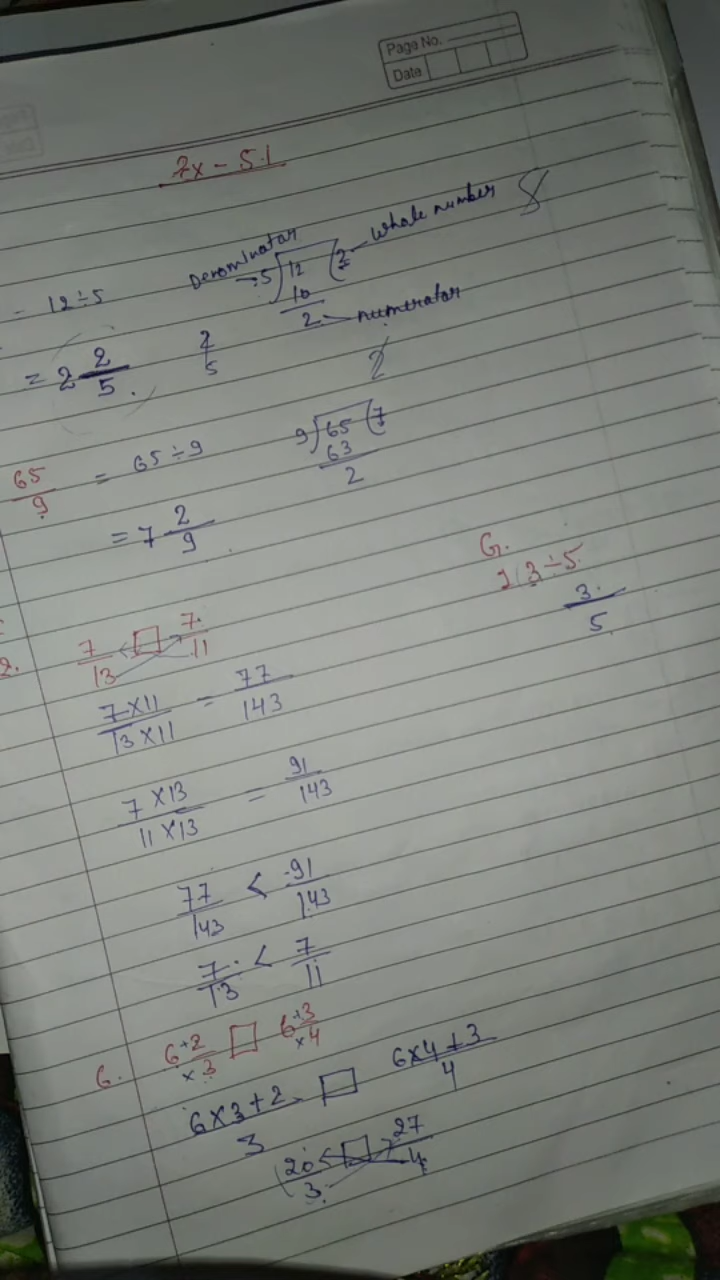 Page No.
Date
7x - 5.1
Denominator
5 12 (2
whole number
8
- 12 ÷ 5
10
2
numerator
= 2 2/5
2/5
65/9 = 65 ÷ 9
9 65 (7
63
2
= 7 2/9
G.
13 ÷ 5
3/5
2. 7/13 □ 7/11
7 × 11 / 13 × 11 = 77/143
7 × 13 / 11 × 13 = 91/143
77/143 < 91/143
7/13 < 7/11
6. 6 + 2/× 3 □ 6 + 3/× 4
6 × 3 + 2 / 3 □ 6 × 4 + 3 / 4
20/3 □ 27/4